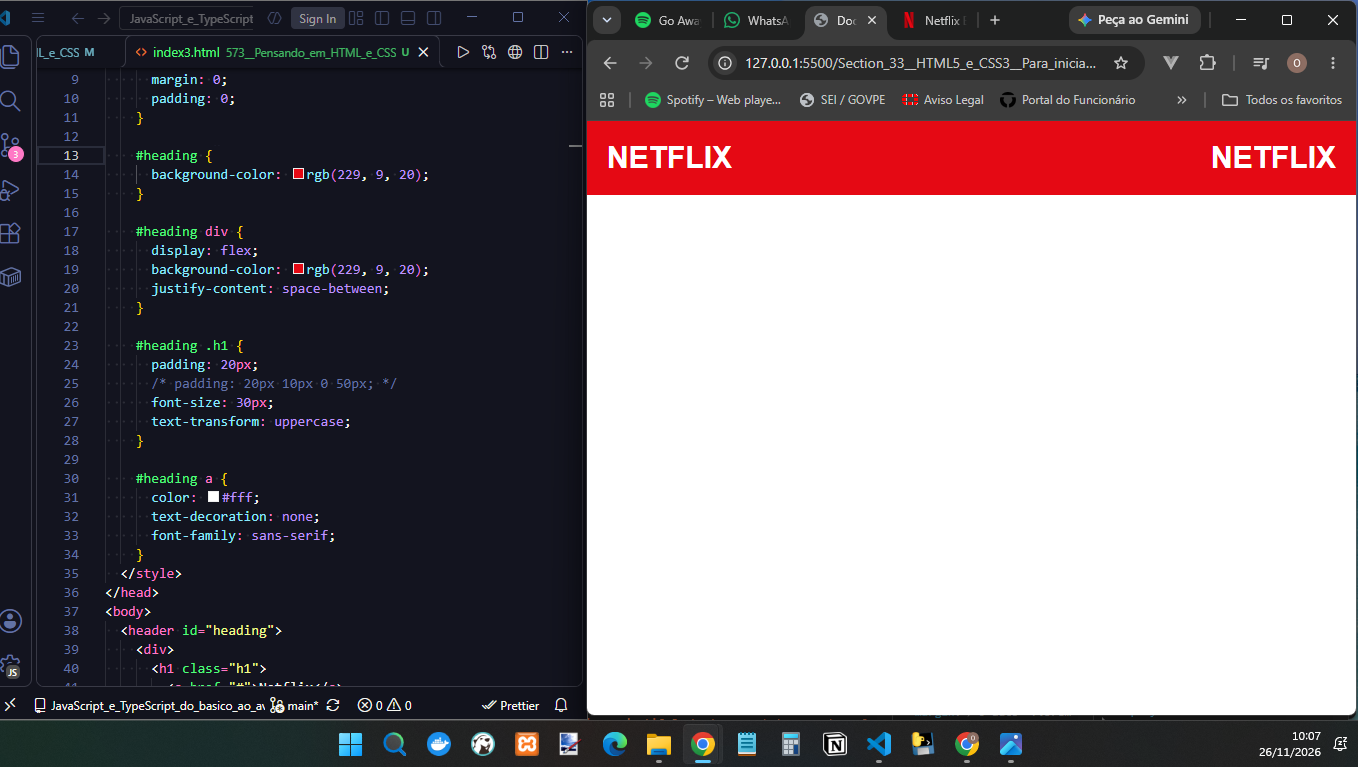 JavaScript_e_TypeScript
Sign In
IL_e_CSS M
<> index3.html 573__Pensando_em_HTML_e_CSS U
9 margin: 0;
10 padding: 0;
11 }
12
13 #heading {
14 background-color: rgb(229, 9, 20);
15 }
16
17 #heading div {
18 display: flex;
19 background-color: rgb(229, 9, 20);
20 justify-content: space-between;
21 }
22
23 #heading .h1 {
24 padding: 20px;
25 /* padding: 20px 10px 0 50px; */
26 font-size: 30px;
27 text-transform: uppercase;
28 }
29
30 #heading a {
31 color: #fff;
32 text-decoration: none;
33 font-family: sans-serif;
34 }
35 </style>
36 </head>
37 <body>
38 <header id="heading">
39 <div>
40 <h1 class="h1">
41 <a href="#">Netflix</a>
3
JS
JavaScript_e_TypeScript_do_basico_ao_av main* 0 0 Prettier
Go Awa
WhatsA
Doc
Netflix
Peça ao Gemini
127.0.0.1:5500/Section_33__HTML5_e_CSS3__Para_inicia...
O
Spotify – Web playe...
SEI / GOVPE
Aviso Legal
Portal do Funcionário
»
Todos os favoritos
NETFLIX NETFLIX
10:07
26/11/2026